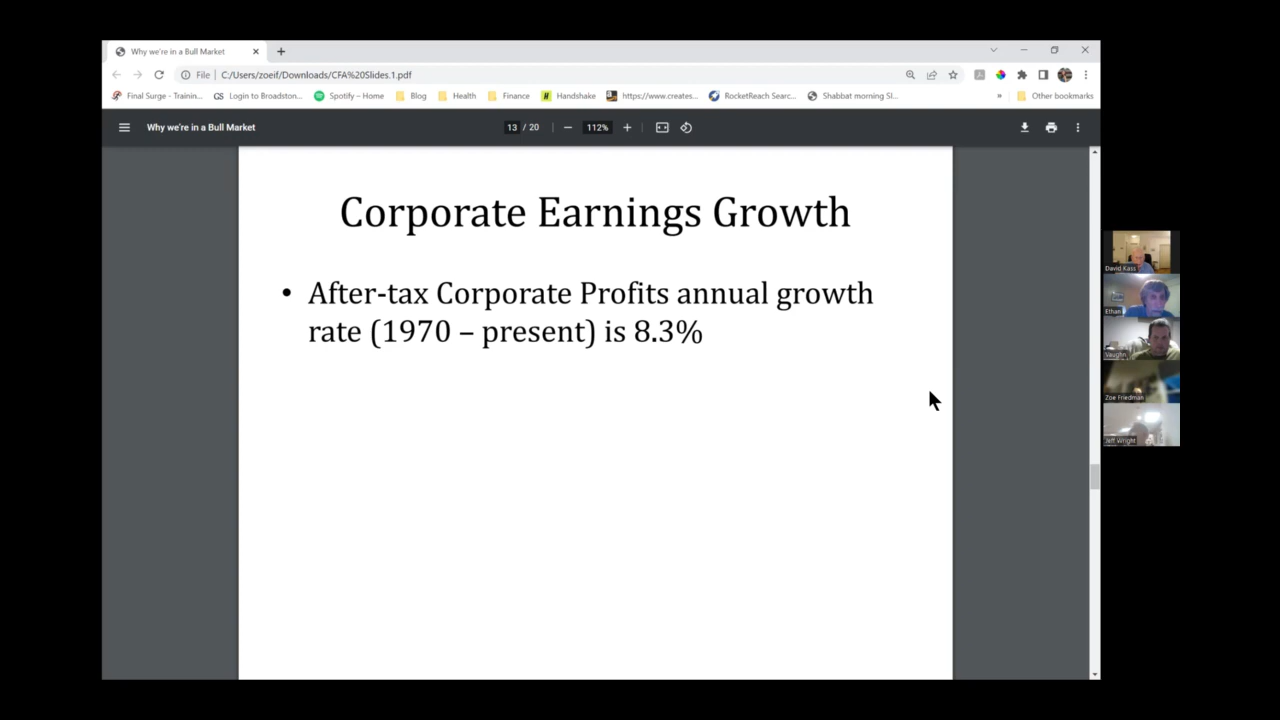 Why we're in a Bull Market
File C:/Users/zoeif/Downloads/CFA%20Slides.1.pdf
Final Surge - Trainin... GS Login to Broadston... Spotify – Home Blog Health Finance Handshake https://www.creates... RocketReach Searc... Shabbat morning Sl... » Other bookmarks
Why we're in a Bull Market 13 / 20 112%
Corporate Earnings Growth
• After-tax Corporate Profits annual growth
rate (1970 – present) is 8.3%
David Kass
Ethan
Vaughn
Zoe Friedman
Jeff Wright